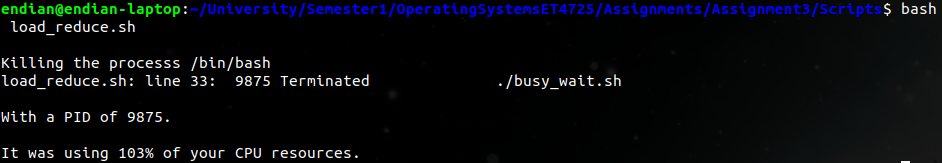 endian@endian-laptop:~/University/Semester1/OperatingSystemsET4725/Assignments/Assignment3/Scripts$ bash
load_reduce.sh
Killing the processs /bin/bash
load_reduce.sh: line 33:  9875 Terminated              ./busy_wait.sh
With a PID of 9875.
It was using 103% of your CPU resources.